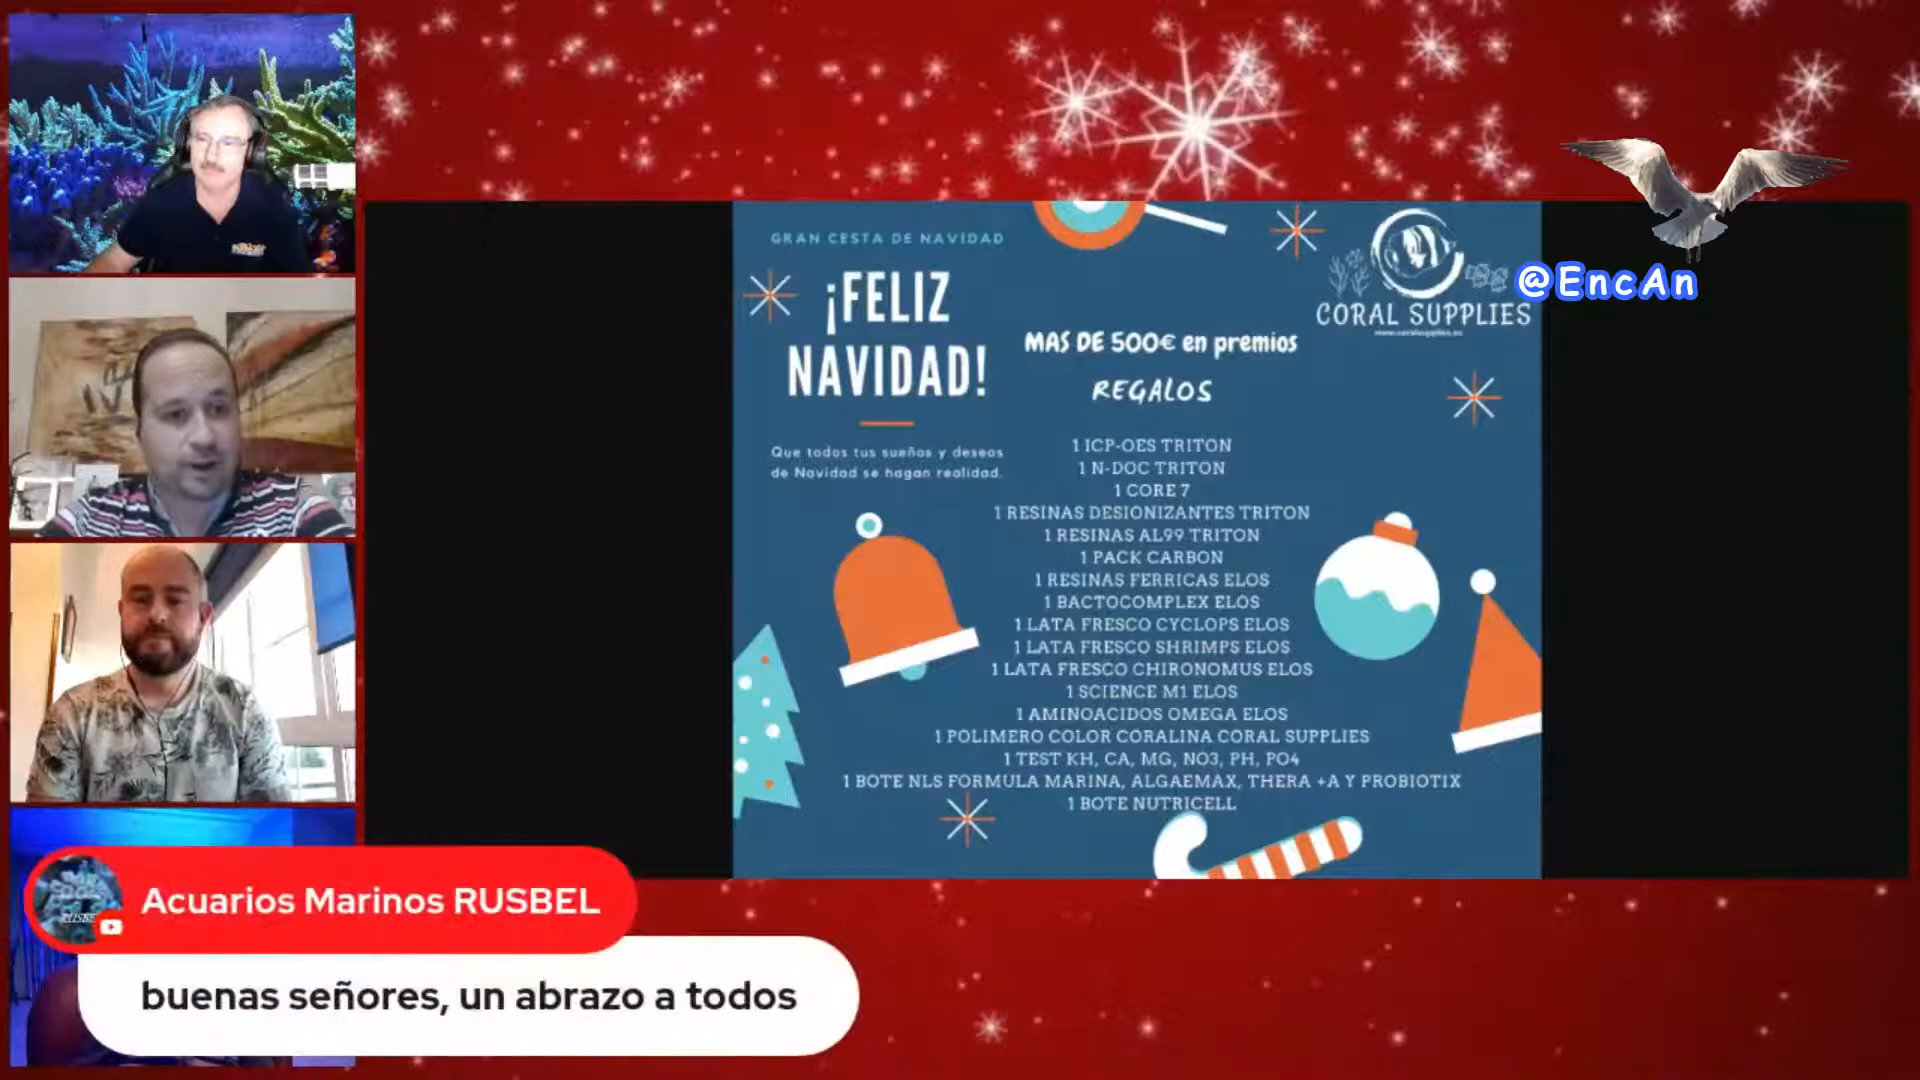 GRAN CESTA DE NAVIDAD
¡FELIZ
NAVIDAD!
Que todos tus sueños y deseos
de Navidad se hagan realidad.
CORAL SUPPLIES
@EncAn
MAS DE 500€ en premios
REGALOS
1 ICP-OES TRITON
1 N-DOC TRITON
1 CORE 7
1 RESINAS DESIONIZANTES TRITON
1 RESINAS AL99 TRITON
1 PACK CARBON
1 RESINAS FERRICAS ELOS
1 BACTOCOMPLEX ELOS
1 LATA FRESCO CYCLOPS ELOS
1 LATA FRESCO SHRIMPS ELOS
1 LATA FRESCO CHIRONOMUS ELOS
1 SCIENCE M1 ELOS
1 AMINOACIDOS OMEGA ELOS
1 POLIMERO COLOR CORALINA CORAL SUPPLIES
1 TEST KH, CA, MG, NO3, PH, PO4
1 BOTE NLS FORMULA MARINA, ALGAEMAX, THERA +A Y PROBIOTIX
1 BOTE NUTRICELL
Acuarios Marinos RUSBEL
buenas señores, un abrazo a todos